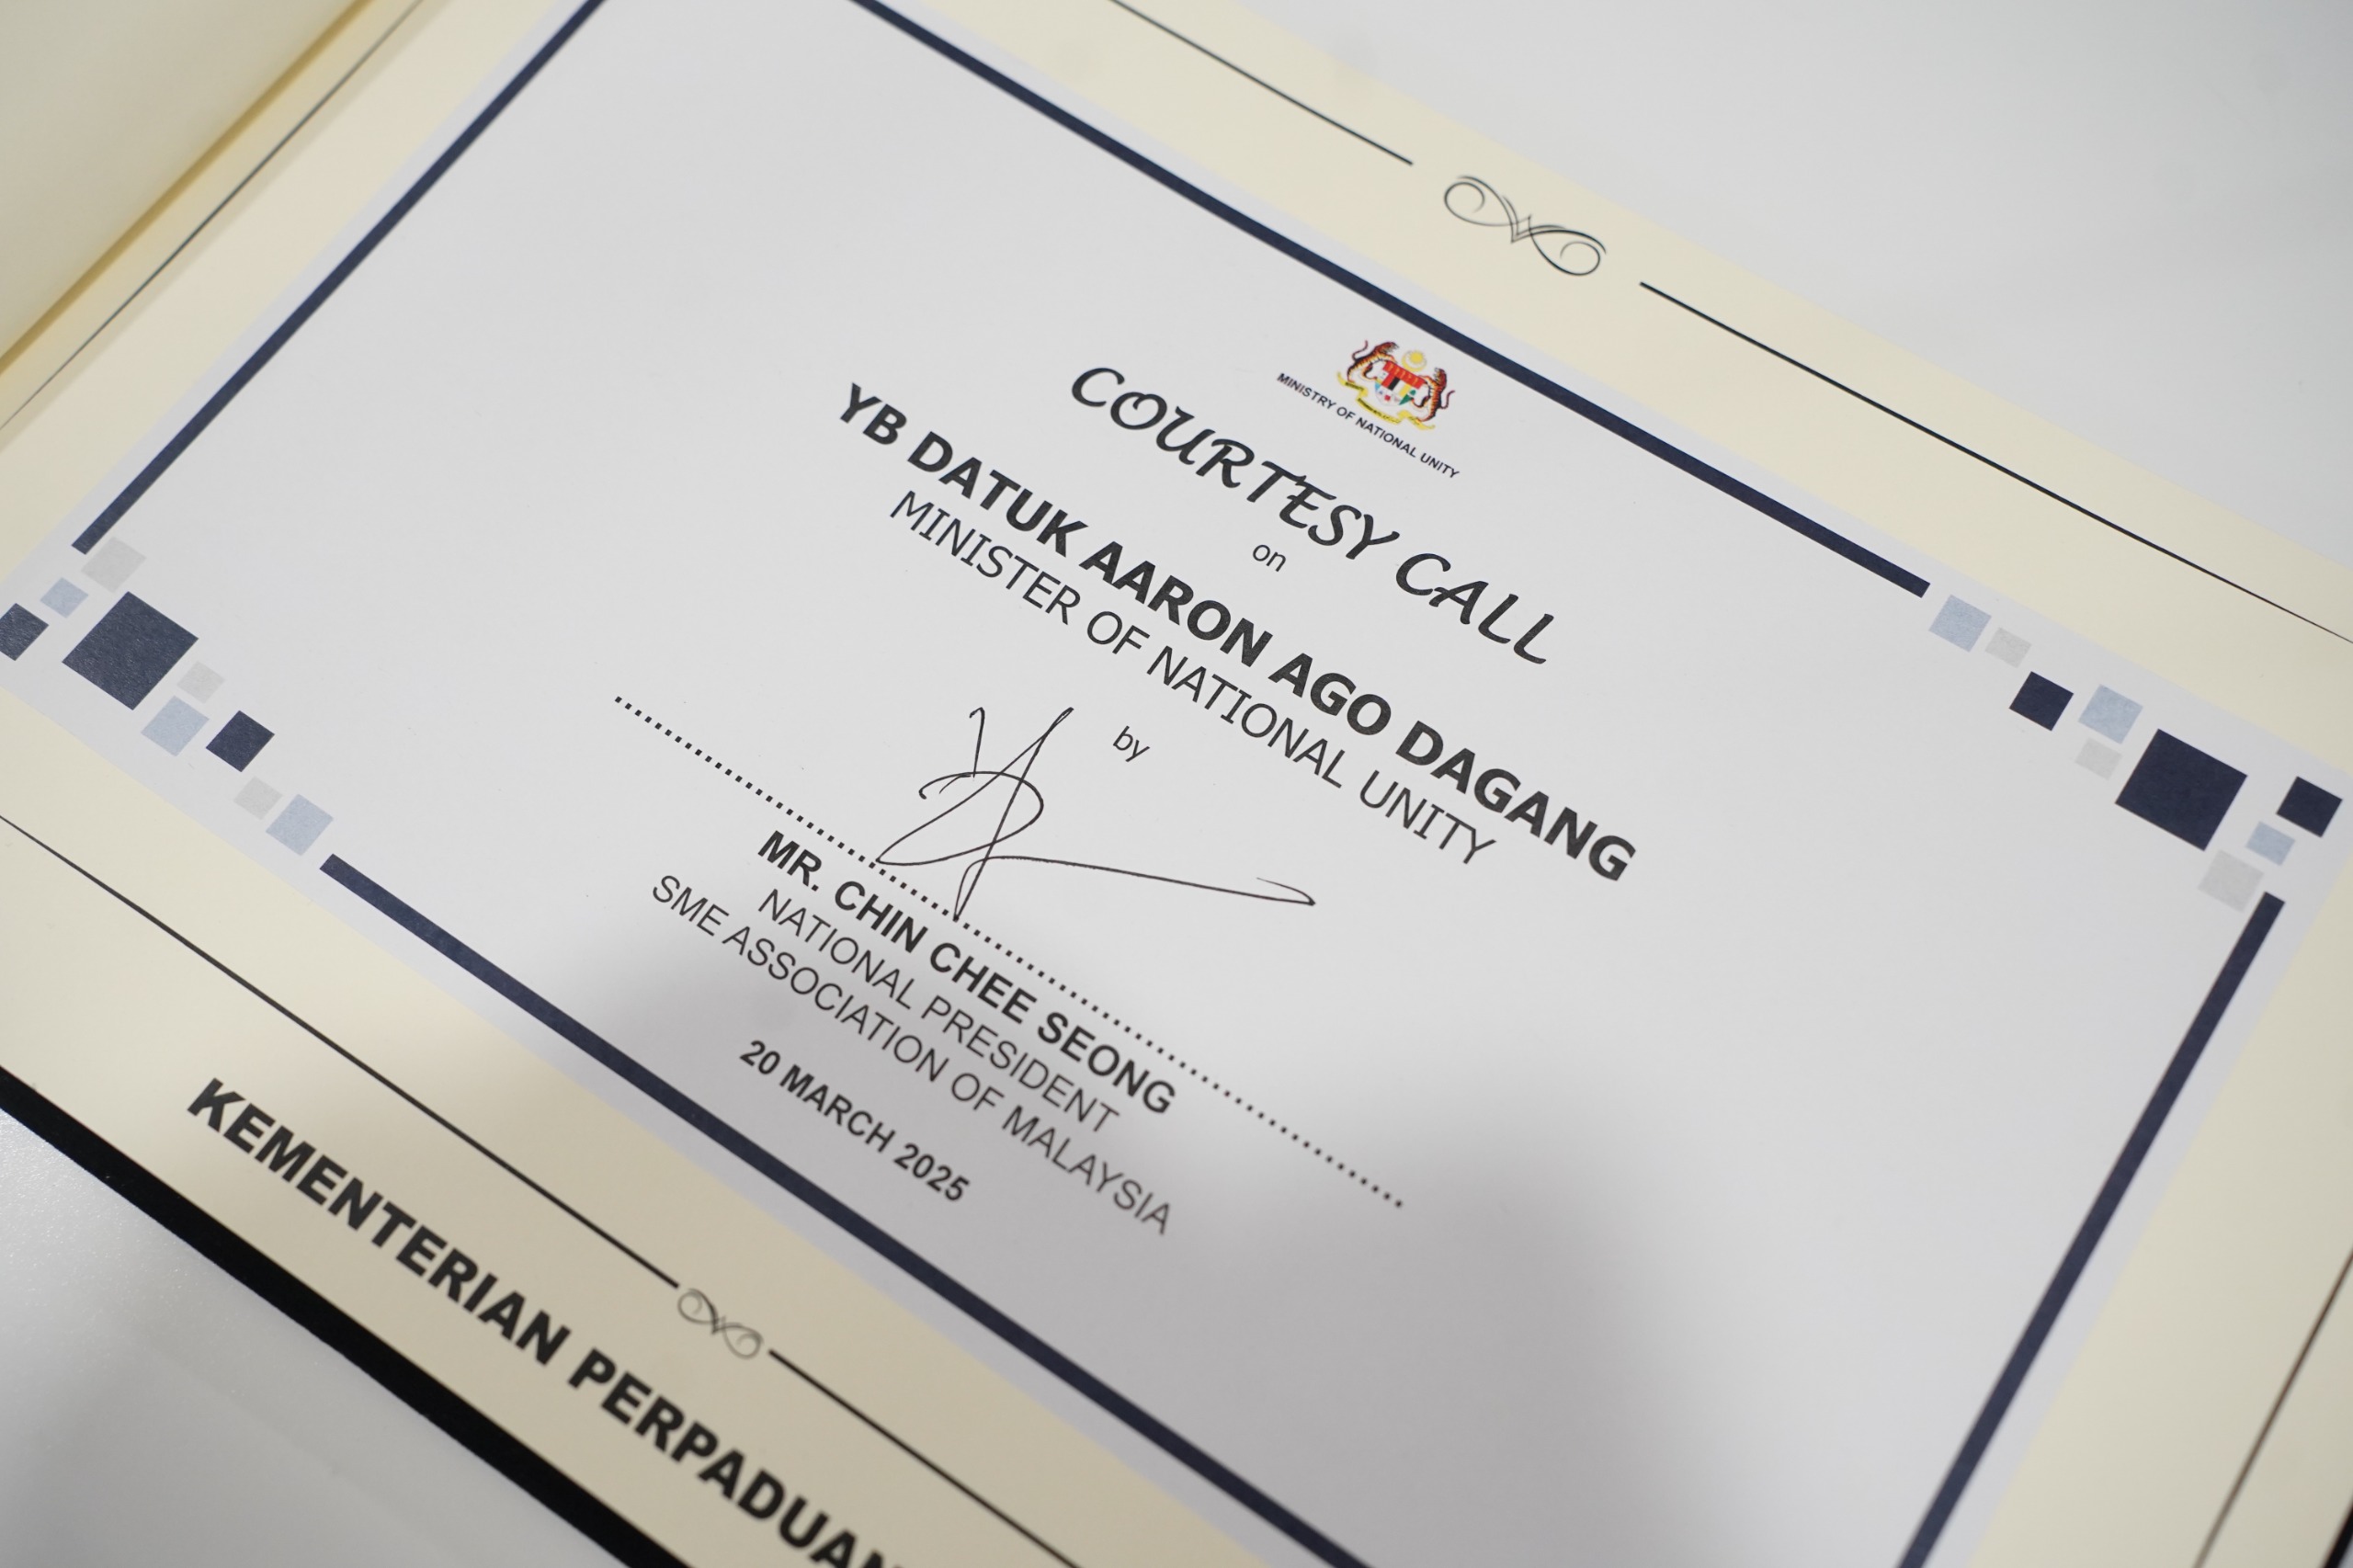 MINISTRY OF NATIONAL UNITY
COURTESY CALL
on
YB DATUK AARON AGO DAGANG
MINISTER OF NATIONAL UNITY
by
MR. CHIN CHEE SEONG
NATIONAL PRESIDENT
SME ASSOCIATION OF MALAYSIA
20 MARCH 2025
KEMENTERIAN PERPADUAN